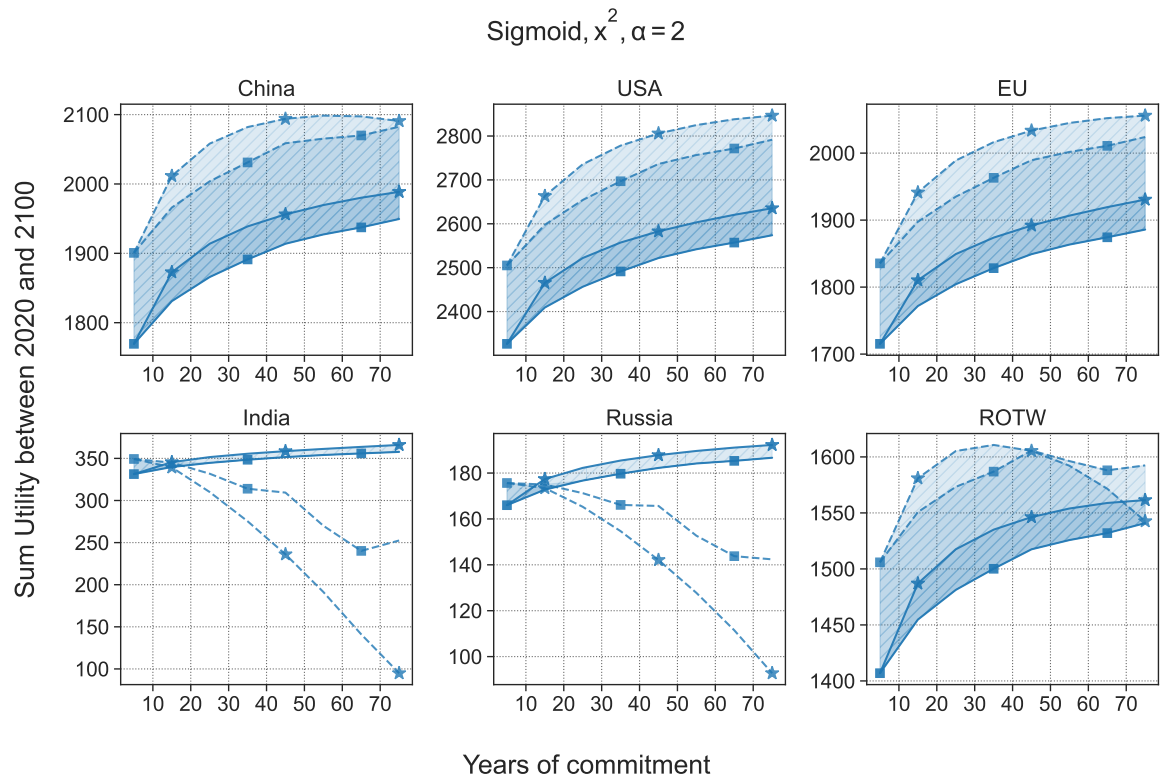 Sigmoid, x², α = 2
China
USA
EU
2100
2000
1900
1800
10 20 30 40 50 60 70
2800
2700
2600
2500
2400
10 20 30 40 50 60 70
2000
1900
1800
1700
10 20 30 40 50 60 70
Sum Utility between 2020 and 2100
India
Russia
ROTW
350
300
250
200
150
100
10 20 30 40 50 60 70
180
160
140
120
100
10 20 30 40 50 60 70
1600
1550
1500
1450
1400
10 20 30 40 50 60 70
Years of commitment